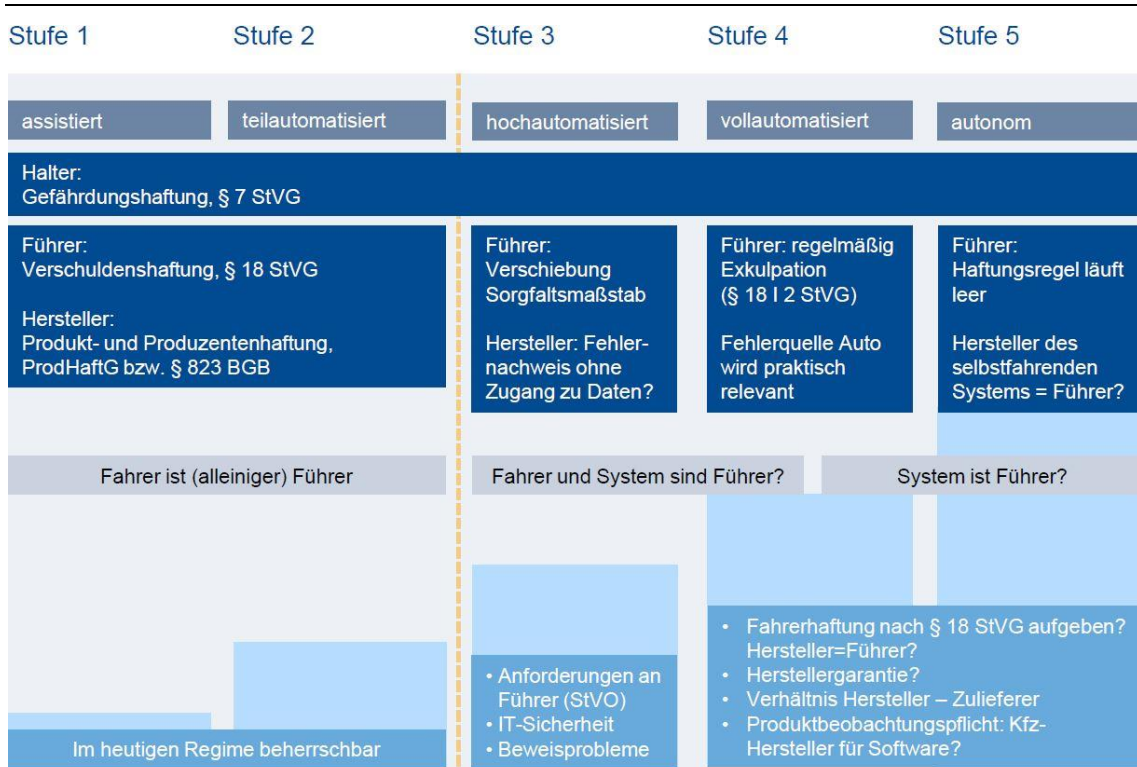 Stufe 1
Stufe 2
Stufe 3
Stufe 4
Stufe 5
assistiert
teilautomatisiert
hochautomatisiert
vollautomatisiert
autonom
Halter:
Gefährdungshaftung, § 7 StVG
Führer:
Verschuldenshaftung, § 18 StVG
Hersteller:
Produkt- und Produzentenhaftung,
ProdHaftG bzw. § 823 BGB
Führer:
Verschiebung
Sorgfaltsmaßstab
Hersteller: Fehler-
nachweis ohne
Zugang zu Daten?
Führer: regelmäßig
Exkulpation
(§ 18 I 2 StVG)
Fehlerquelle Auto
wird praktisch
relevant
Führer:
Haftungsregel läuft
leer
Hersteller des
selbstfahrenden
Systems = Führer?
Fahrer ist (alleiniger) Führer
Fahrer und System sind Führer?
System ist Führer?
Im heutigen Regime beherrschbar
• Anforderungen an
Führer (StVO)
• IT-Sicherheit
• Beweisprobleme
• Fahrerhaftung nach § 18 StVG aufgeben?
Hersteller=Führer?
• Herstellergarantie?
• Verhältnis Hersteller – Zulieferer
• Produktbeobachtungspflicht: Kfz-
Hersteller für Software?